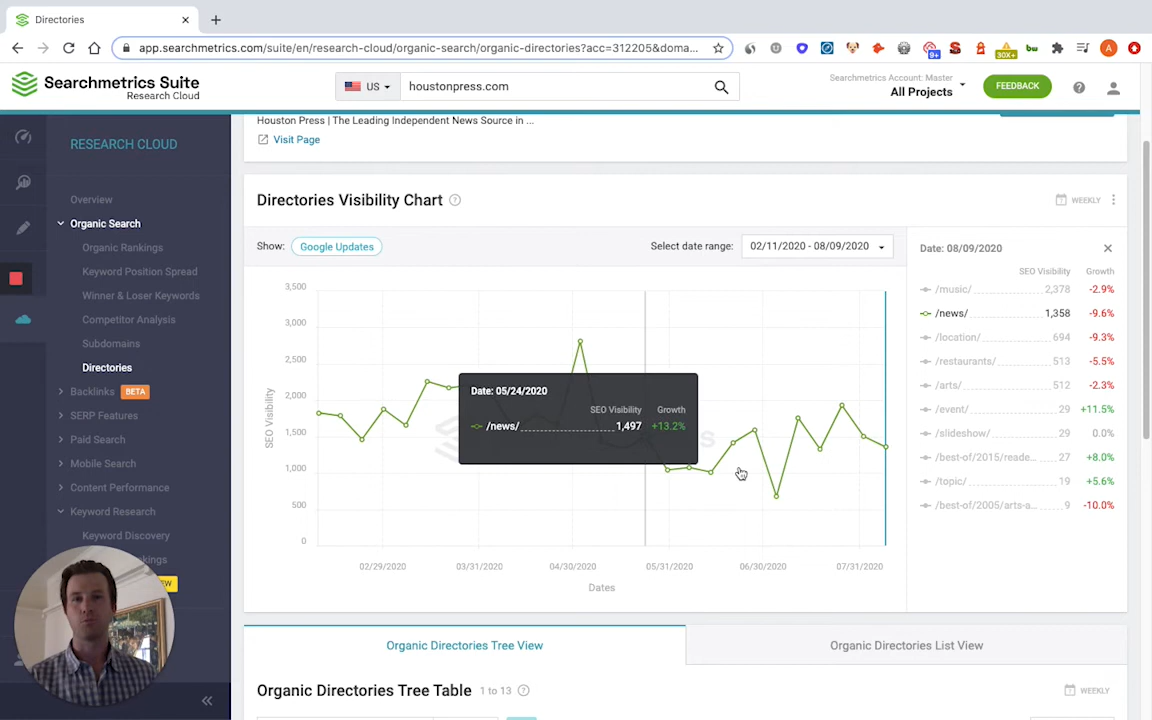 Directories
app.searchmetrics.com/suite/en/research-cloud/organic-search/organic-directories?acc=312205&doma...
9+
30X+
bw
A
Searchmetrics Suite
Research Cloud
US
houstonpress.com
Searchmetrics Account: Master
All Projects
FEEDBACK
?
RESEARCH CLOUD
Overview
Organic Search
Organic Rankings
Keyword Position Spread
Winner & Loser Keywords
Competitor Analysis
Subdomains
Directories
Backlinks BETA
SERP Features
Paid Search
Mobile Search
Content Performance
Keyword Research
Keyword Discovery
Houston Press | The Leading Independent News Source in ...
Visit Page
Directories Visibility Chart ?
WEEKLY
Show: Google Updates
Select date range: 02/11/2020 - 08/09/2020
3,500
3,000
2,500
2,000
1,500
1,000
500
0
SEO Visibility
Date: 05/24/2020
SEO Visibility Growth
/news/ 1,497 +13.2%
02/29/2020 03/31/2020 04/30/2020 05/31/2020 06/30/2020 07/31/2020
Dates
Date: 08/09/2020
SEO Visibility Growth
/music/ 2,378 -2.9%
/news/ 1,358 -9.6%
/location/ 694 -9.3%
/restaurants/ 513 -5.5%
/arts/ 512 -2.3%
/event/ 29 +11.5%
/slideshow/ 29 0.0%
/best-of/2015/reade... 27 +8.0%
/topic/ 19 +5.6%
/best-of/2005/arts-a... 9 -10.0%
Organic Directories Tree View
Organic Directories List View
Organic Directories Tree Table 1 to 13 ?
WEEKLY